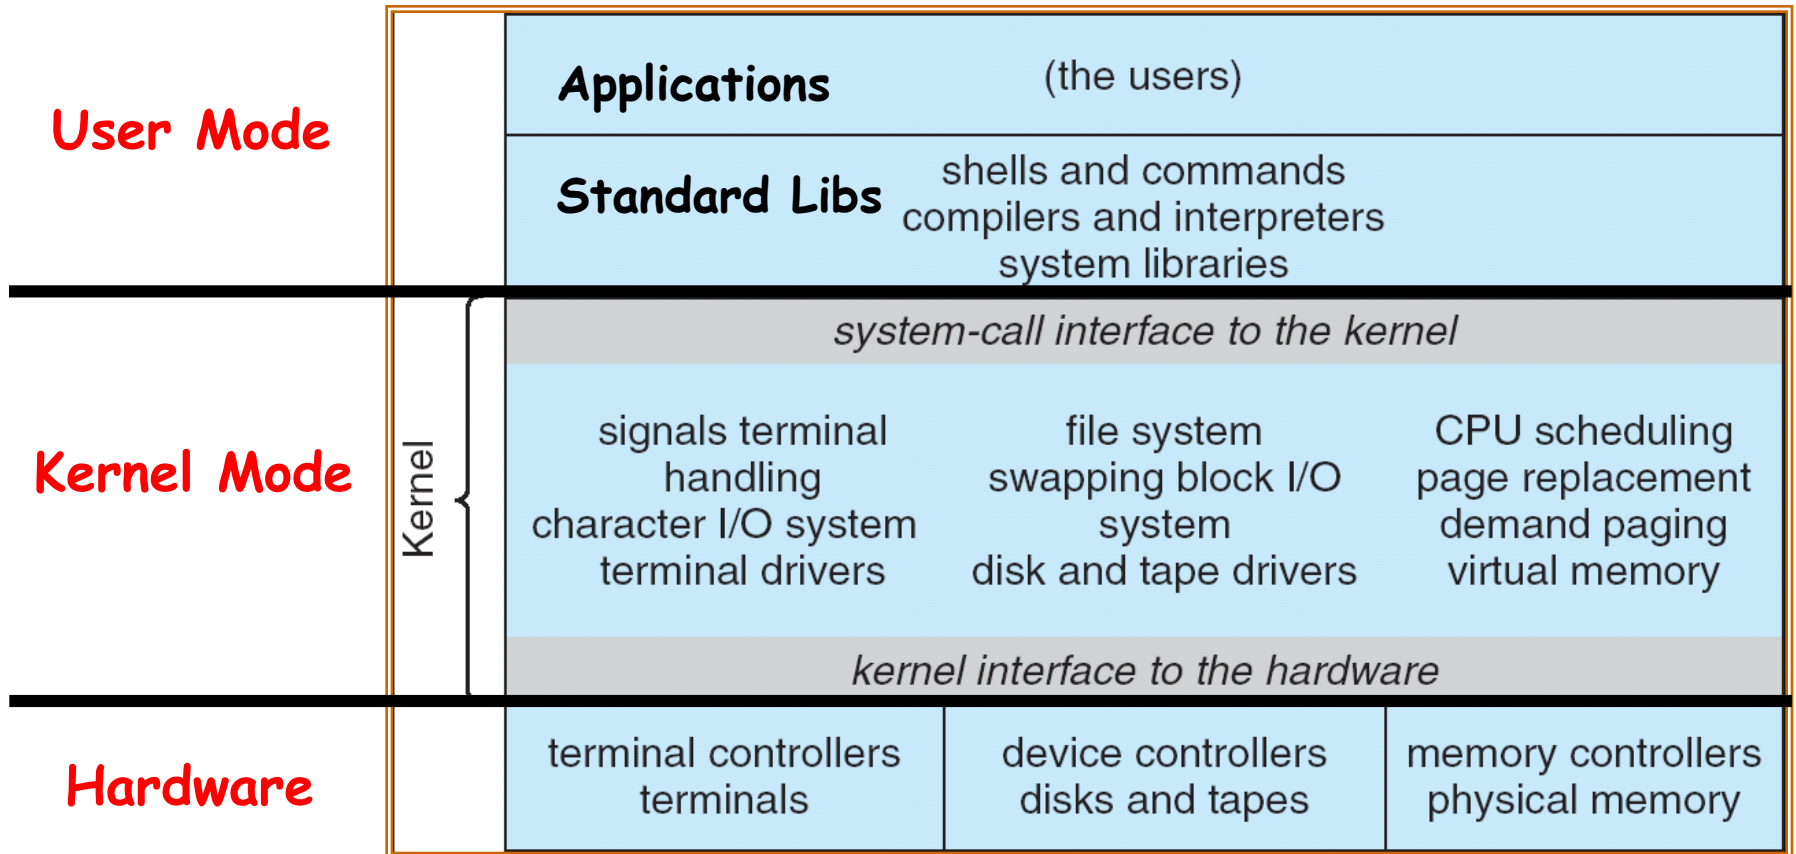 User Mode
Applications
(the users)
Standard Libs
shells and commands
compilers and interpreters
system libraries
Kernel Mode
Kernel
system-call interface to the kernel
signals terminal
handling
character I/O system
terminal drivers
file system
swapping block I/O
system
disk and tape drivers
CPU scheduling
page replacement
demand paging
virtual memory
kernel interface to the hardware
Hardware
terminal controllers
terminals
device controllers
disks and tapes
memory controllers
physical memory